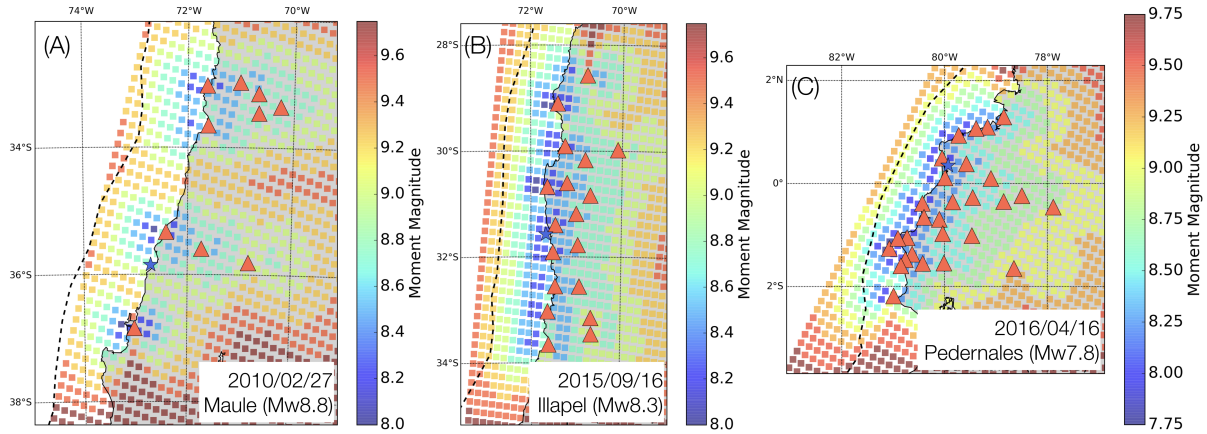 (A)
74°W 72°W 70°W
34°S
36°S
38°S
2010/02/27
Maule (Mw8.8)
9.6
9.4
9.2
9.0
8.8
8.6
8.4
8.2
8.0
Moment Magnitude
(B)
72°W 70°W
28°S
30°S
32°S
34°S
2015/09/16
Illapel (Mw8.3)
9.6
9.4
9.2
9.0
8.8
8.6
8.4
8.2
8.0
Moment Magnitude
(C)
82°W 80°W 78°W
2°N
0°
2°S
2016/04/16
Pedernales (Mw7.8)
9.75
9.50
9.25
9.00
8.75
8.50
8.25
8.00
7.75
Moment Magnitude